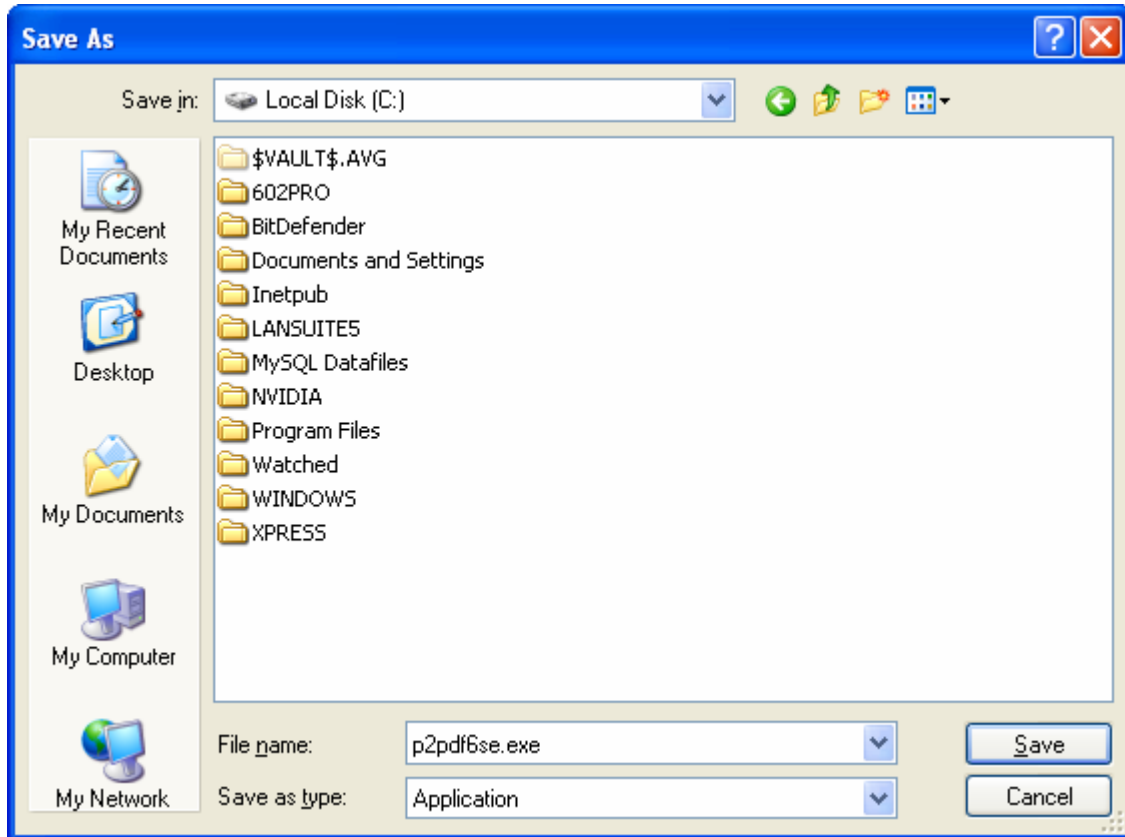 Save As
Save in: Local Disk (C:)
My Recent
Documents
Desktop
My Documents
My Computer
My Network
$VAULT$.AVG
602PRO
BitDefender
Documents and Settings
Inetpub
LANSUITE5
MySQL Datafiles
NVIDIA
Program Files
Watched
WINDOWS
XPRESS
File name: p2pdf6se.exe Save
Save as type: Application Cancel